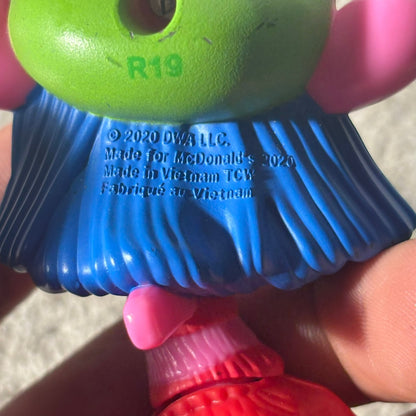 R19
© 2020 DWA LLC.
Made for McDonald's 2020
Made in Vietnam TCW
Fabriqué au Vietnam